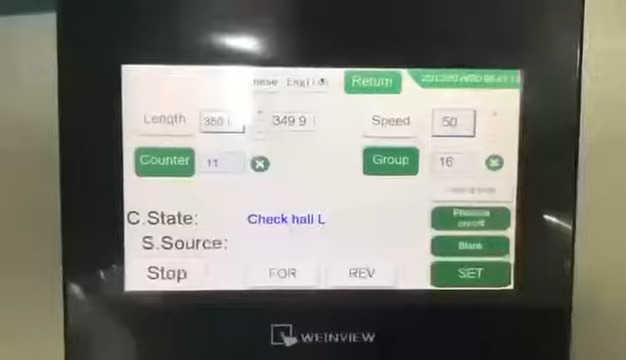 English Return
Length 350 349 9 Speed 50
Counter 11 Group 16
C.State: Check hall L
S.Source:
Blank
Stop FOR REV SET
WEINVIEW